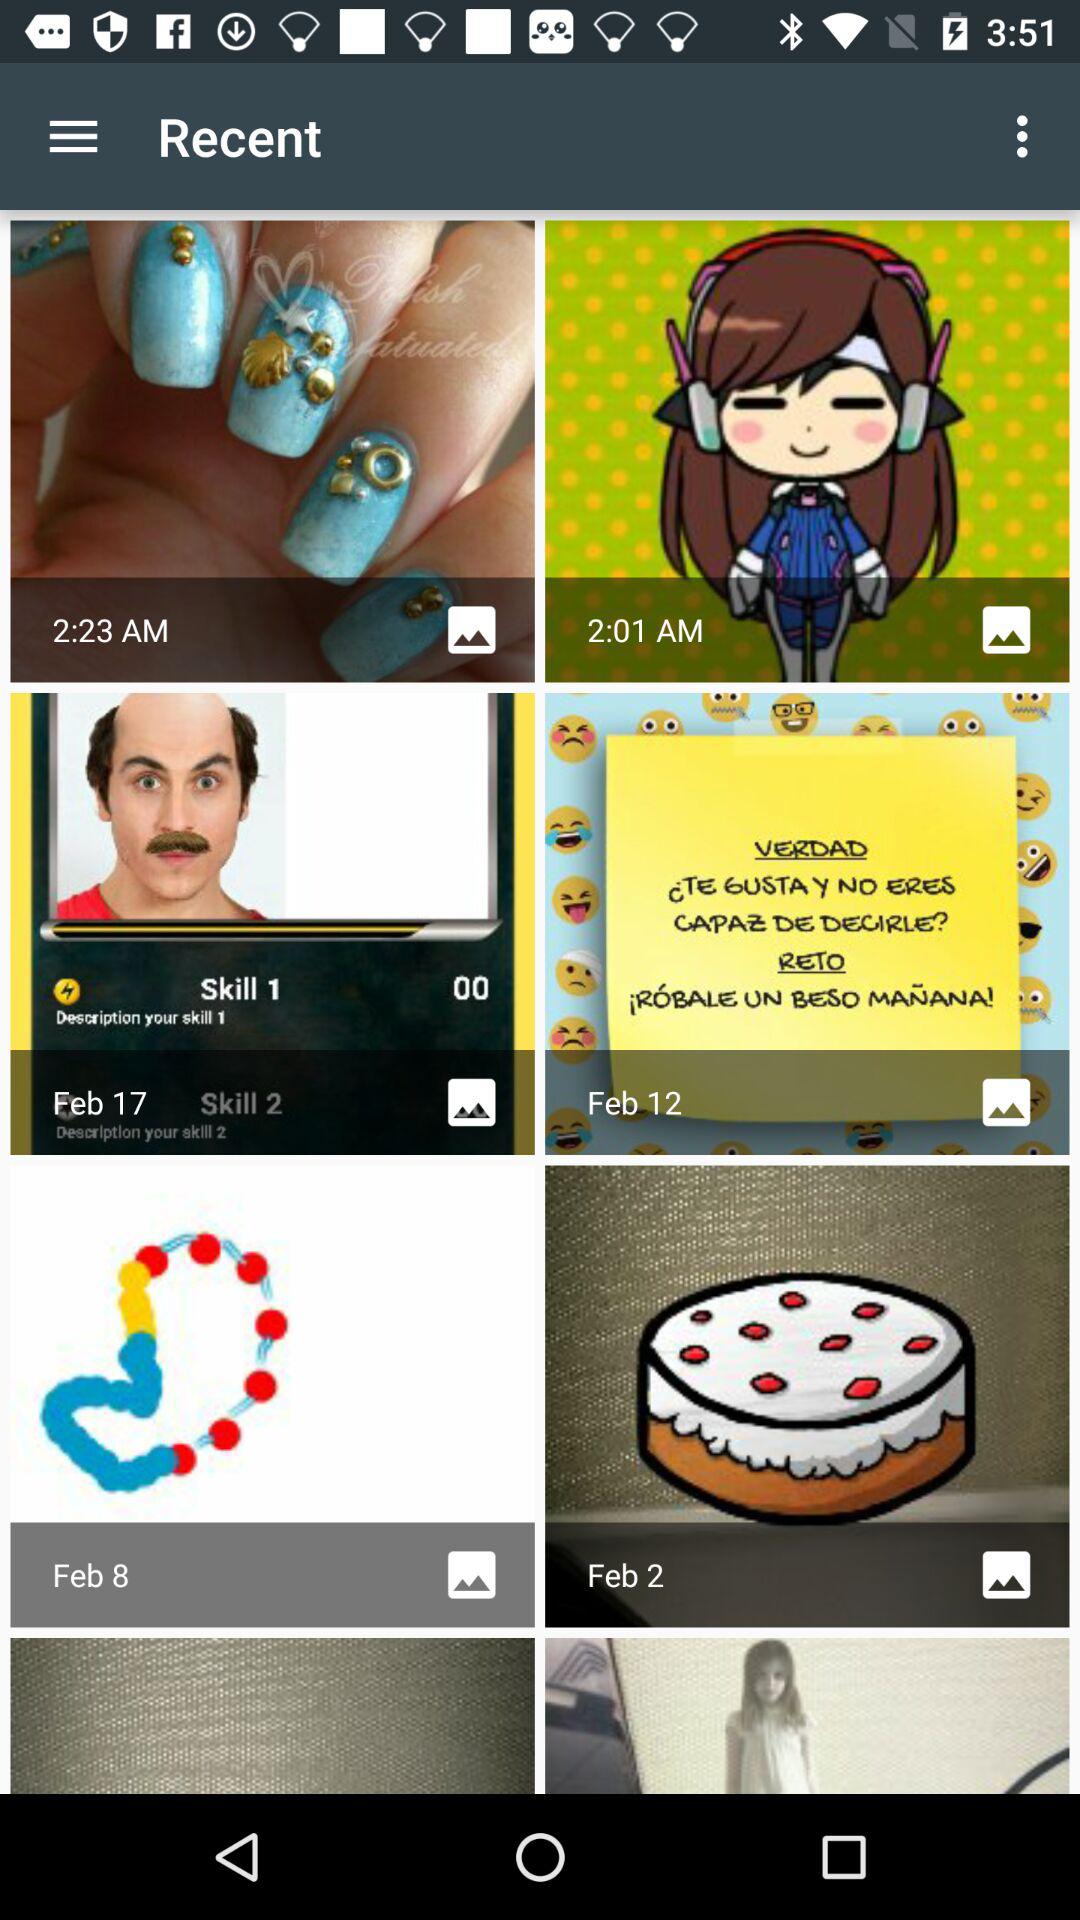 3:51
Recent
Polish
Infatuated
2:23 AM
2:01 AM
Skill 1
00
Description your skill 1
Feb 17
Skill 2
Description your skill 2
VERDAD
¿TE GUSTA Y NO ERES
CAPAZ DE DECIRLE?
RETO
¡RÓBALE UN BESO MAÑANA!
Feb 12
Feb 8
Feb 2